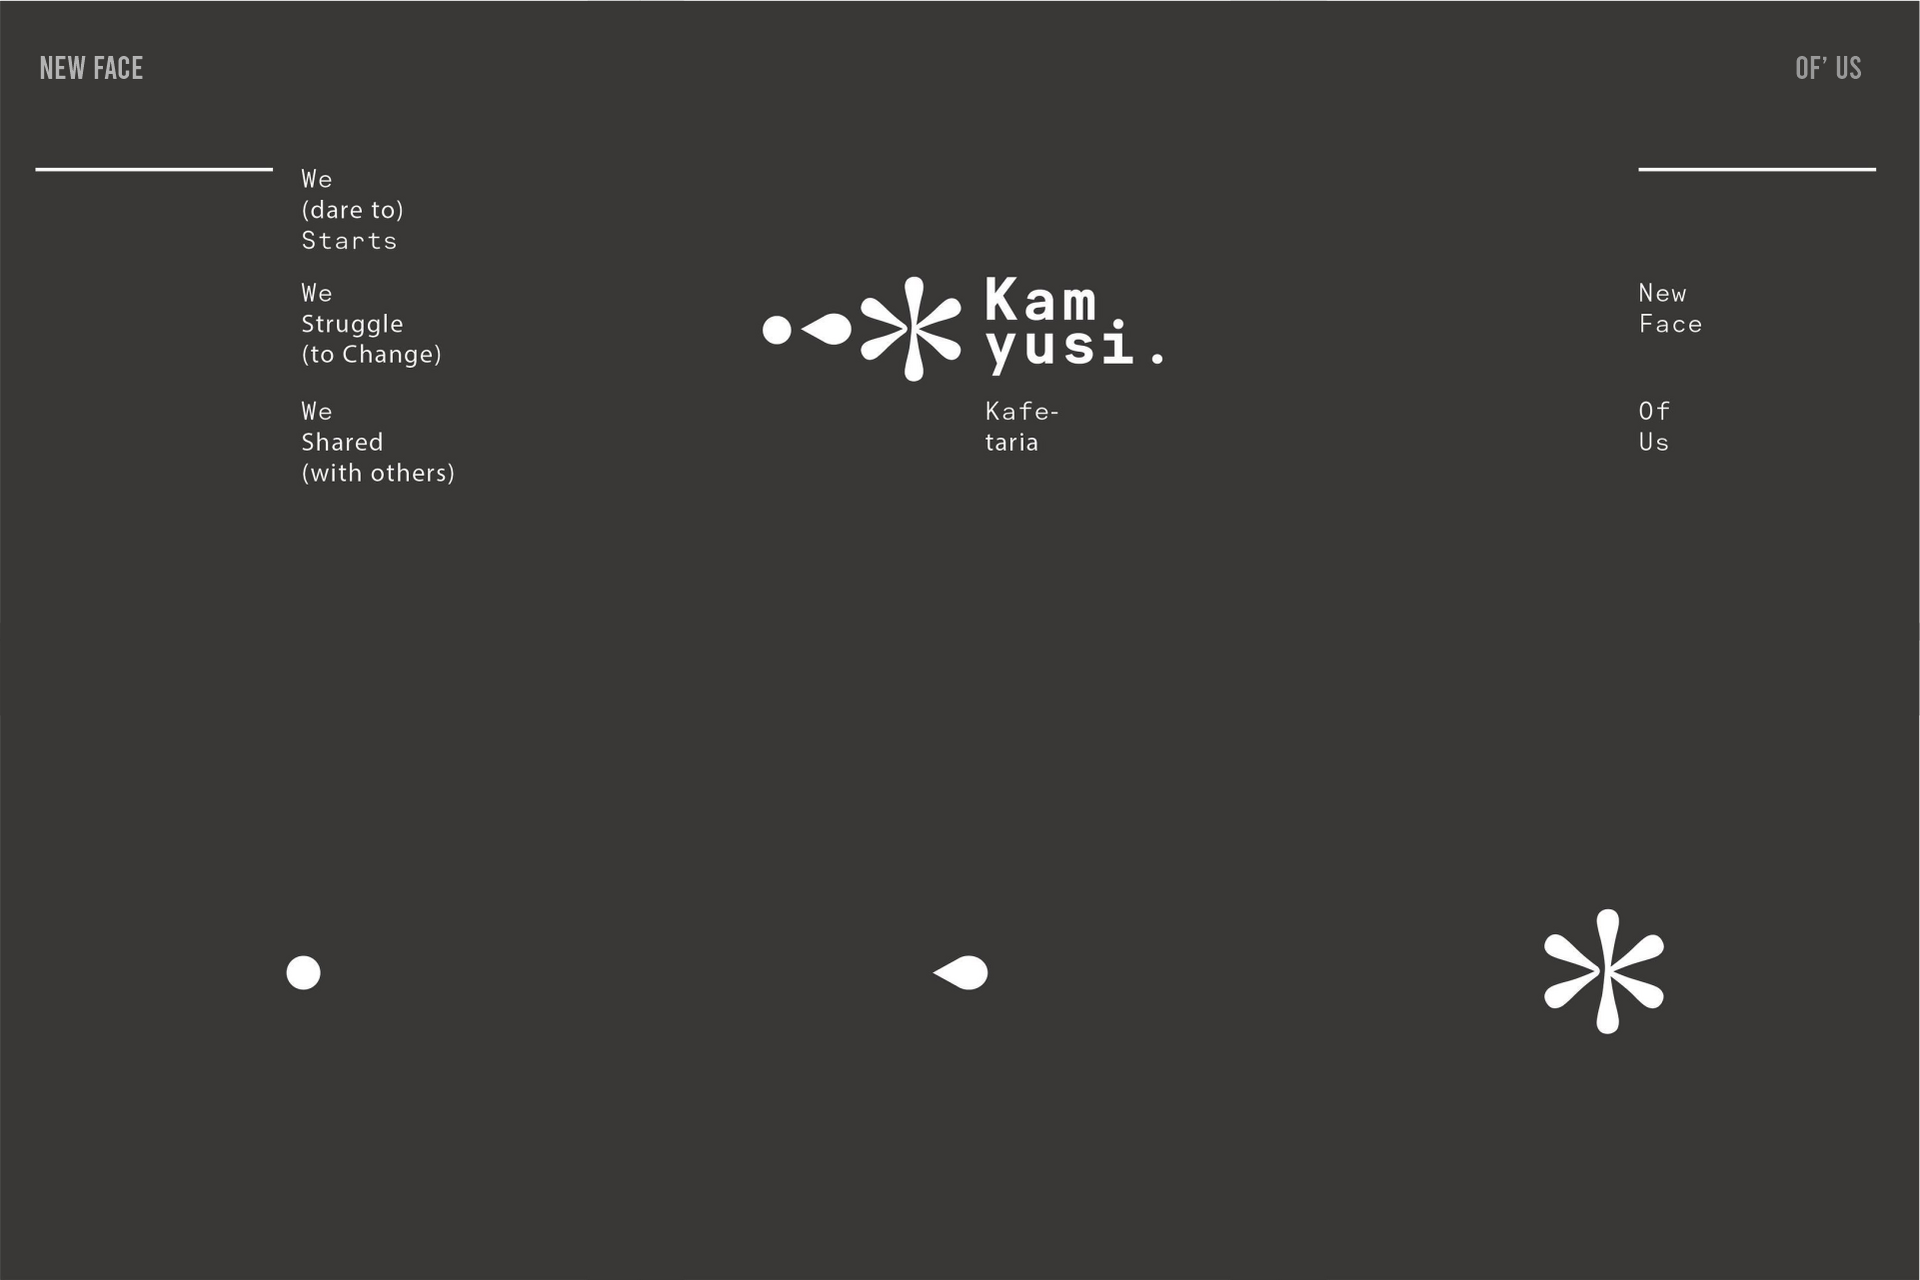 NEW FACE
OF’ US
We
(dare to)
Starts
We
Struggle
(to Change)
We
Shared
(with others)
Kam
yusi.
Kafe-
taria
New
Face
Of
Us